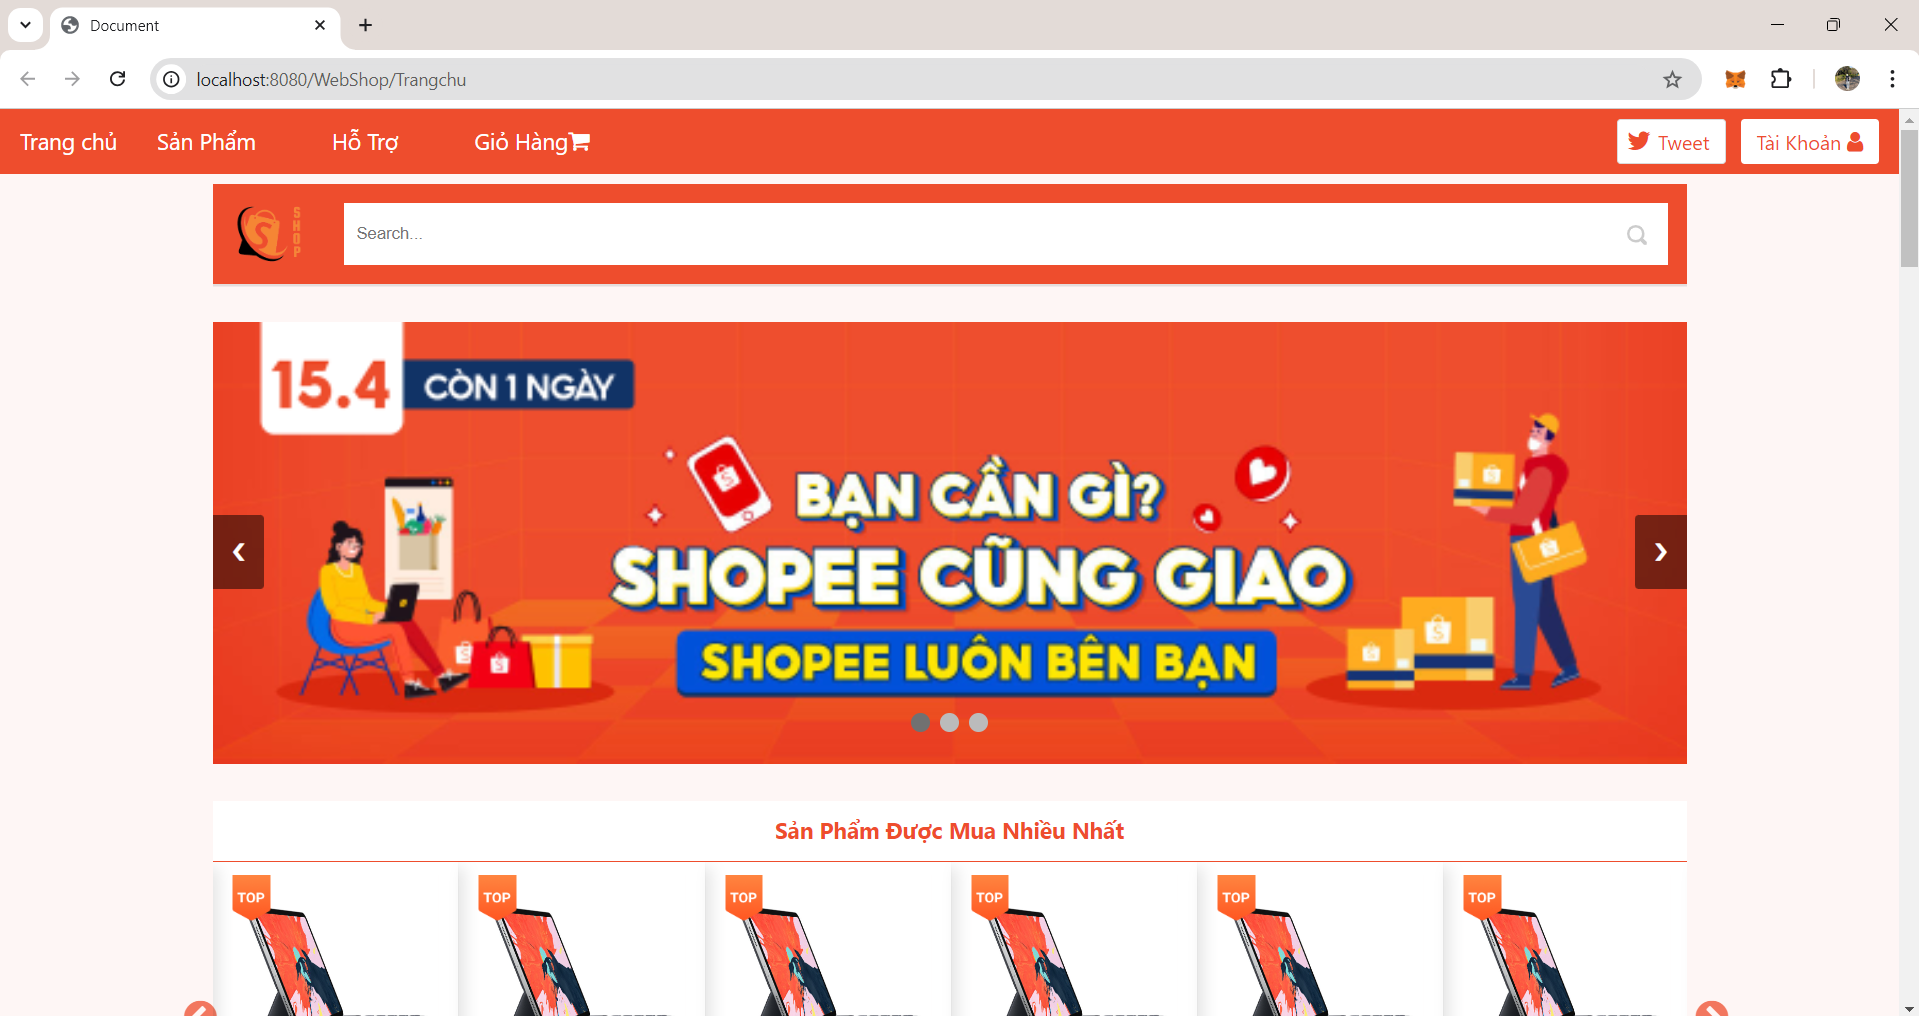 Document
localhost:8080/WebShop/Trangchu
Trang chủ
Sản Phẩm
Hỗ Trợ
Giỏ Hàng
Tweet
Tài Khoản
SHOP
Search...
15.4
CÒN 1 NGÀY
BẠN CẦN GÌ?
SHOPEE CŨNG GIAO
SHOPEE LUÔN BÊN BẠN
Sản Phẩm Được Mua Nhiều Nhất
TOP
TOP
TOP
TOP
TOP
TOP